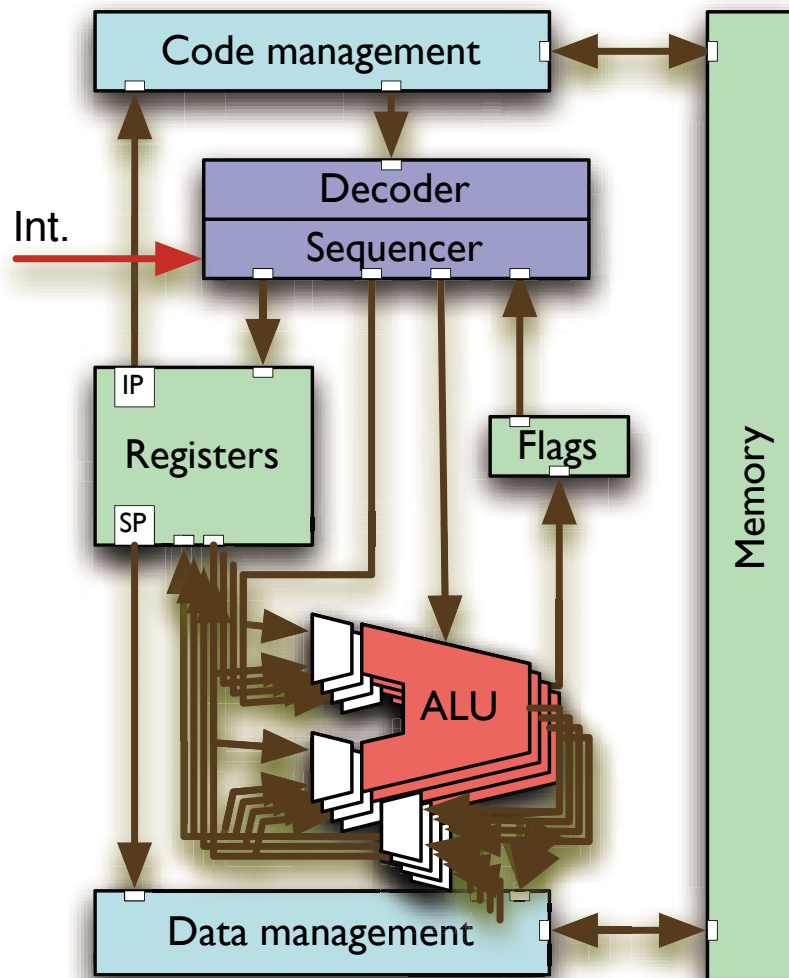 Code management
Decoder
Int.
Sequencer
IP
Registers
Flags
SP
Memory
ALU
Data management